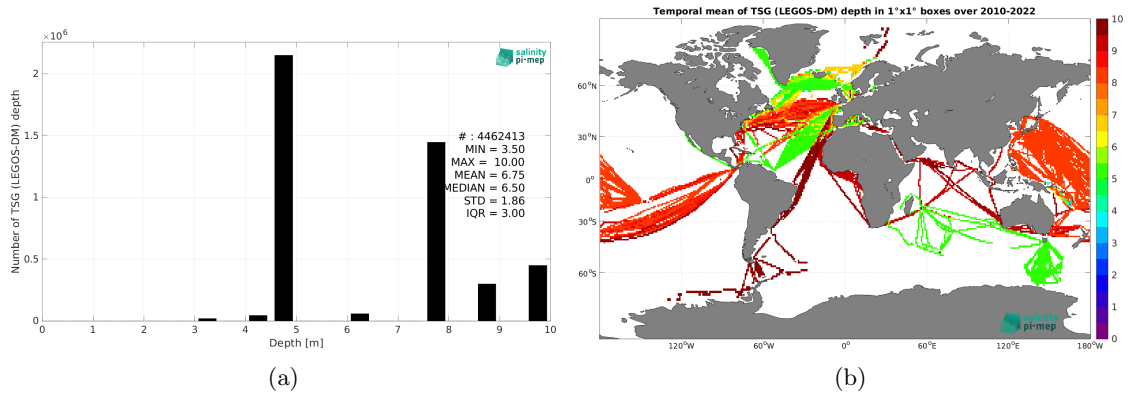 ×10⁶
salinity
pi-mep
2
1.5
1
0.5
0
Number of TSG (LEGOS-DM) depth
# : 4462413
MIN = 3.50
MAX = 10.00
MEAN = 6.75
MEDIAN = 6.50
STD = 1.86
IQR = 3.00
0 1 2 3 4 5 6 7 8 9 10
Depth [m]
(a)
Temporal mean of TSG (LEGOS-DM) depth in 1°x1° boxes over 2010-2022
60°N
30°N
0°
30°S
60°S
120°W 60°W 0° 60°E 120°E 180°W
salinity
pi-mep
10
9
8
7
6
5
4
3
2
1
0
(b)